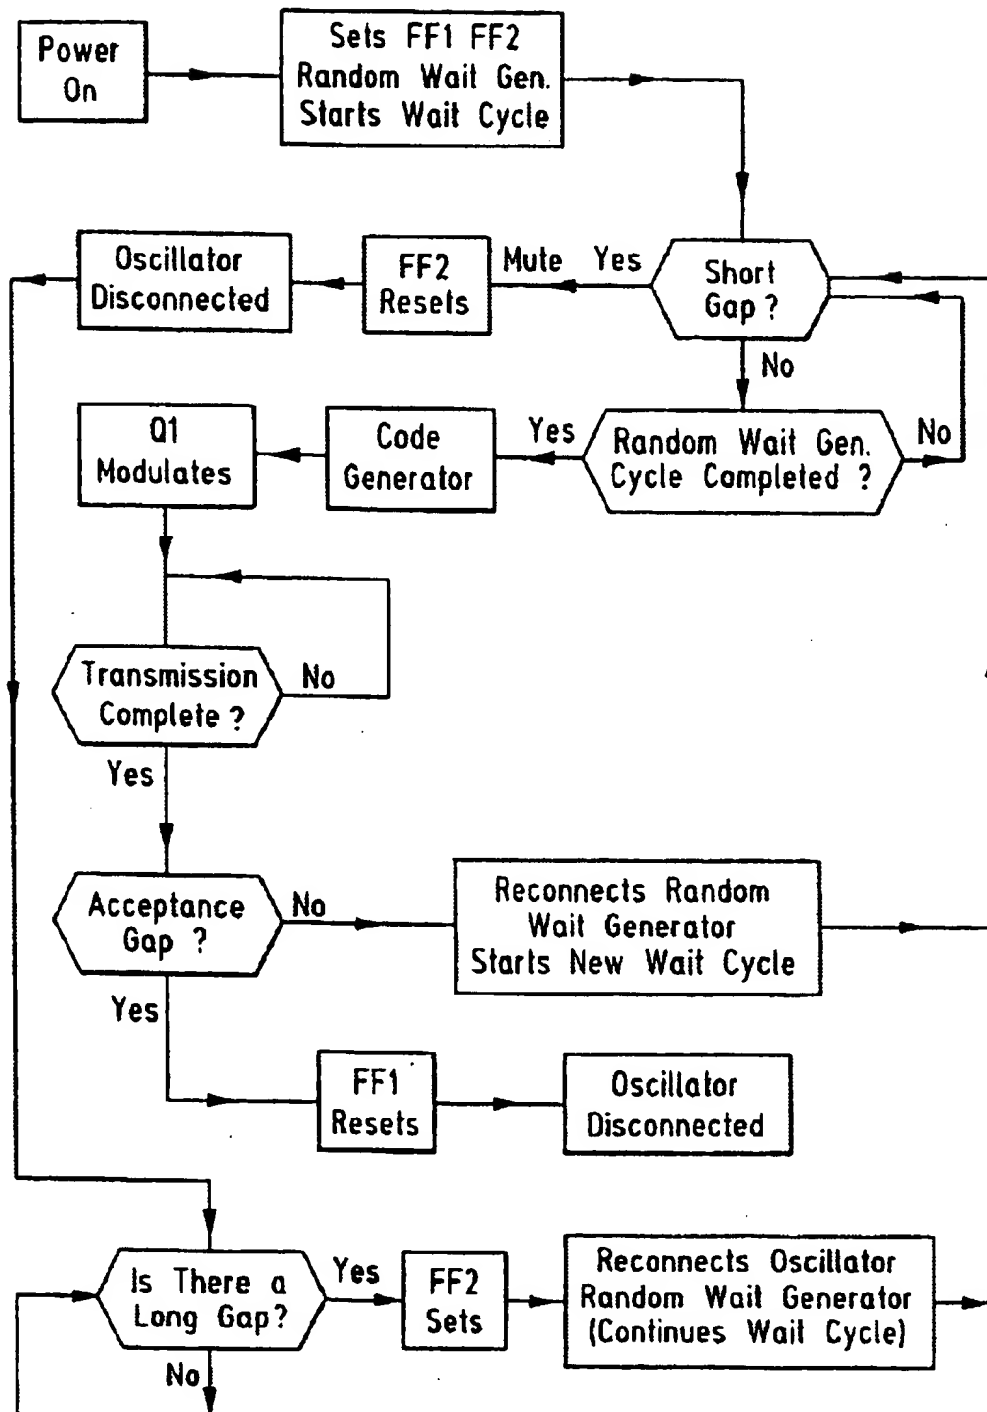 Power
On
Sets FF1 FF2
Random Wait Gen.
Starts Wait Cycle
Oscillator
Disconnected
FF2
Resets
Mute
Yes
Short
Gap ?
No
Q1
Modulates
Code
Generator
Yes
Random Wait Gen.
Cycle Completed ?
No
Transmission
Complete ?
No
Yes
Acceptance
Gap ?
No
Reconnects Random
Wait Generator
Starts New Wait Cycle
Yes
FF1
Resets
Oscillator
Disconnected
Is There a
Long Gap?
Yes
FF2
Sets
Reconnects Oscillator
Random Wait Generator
(Continues Wait Cycle)
No